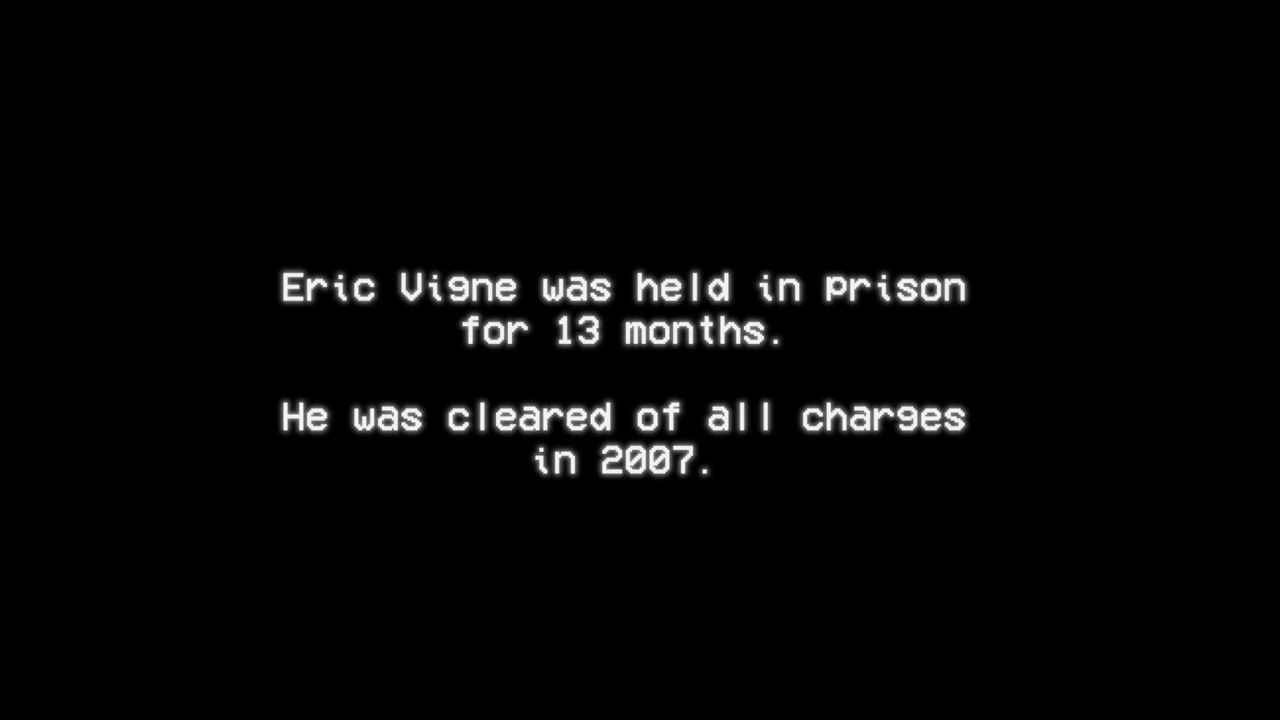 Eric Vigne was held in prison
for 13 months.
He was cleared of all charges
in 2007.